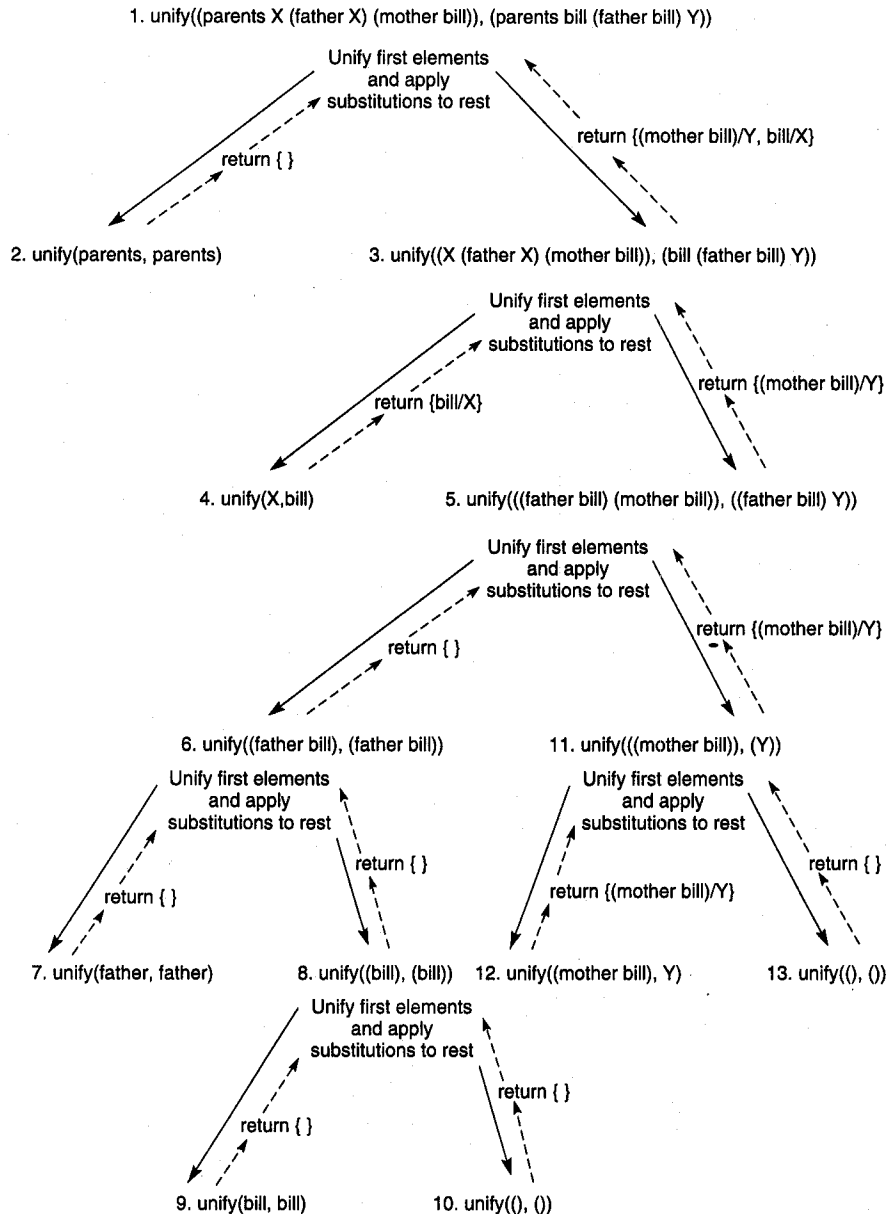 1. unify((parents X (father X) (mother bill)), (parents bill (father bill) Y))
Unify first elements
and apply
substitutions to rest
return { }
return {(mother bill)/Y, bill/X}
2. unify(parents, parents)
3. unify((X (father X) (mother bill)), (bill (father bill) Y))
Unify first elements
and apply
substitutions to rest
return {bill/X}
return {(mother bill)/Y}
4. unify(X,bill)
5. unify(((father bill) (mother bill)), ((father bill) Y))
Unify first elements
and apply
substitutions to rest
return { }
return {(mother bill)/Y}
6. unify((father bill), (father bill))
11. unify(((mother bill)), (Y))
Unify first elements
and apply
substitutions to rest
Unify first elements
and apply
substitutions to rest
return { }
return { }
return {(mother bill)/Y}
return { }
7. unify(father, father)
8. unify((bill), (bill))
12. unify((mother bill), Y)
13. unify((), ())
Unify first elements
and apply
substitutions to rest
return { }
return { }
9. unify(bill, bill)
10. unify((), ())